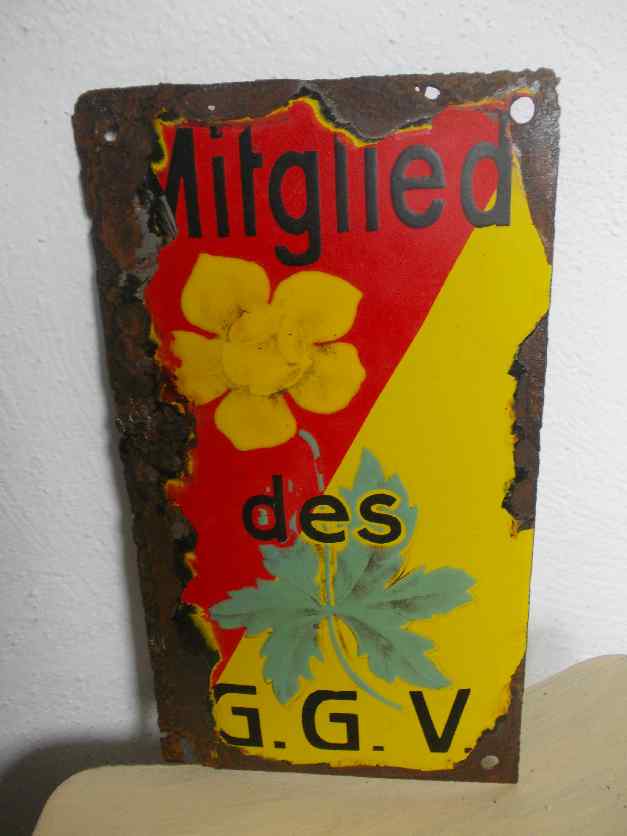 Mitglied
des
G. G. V.